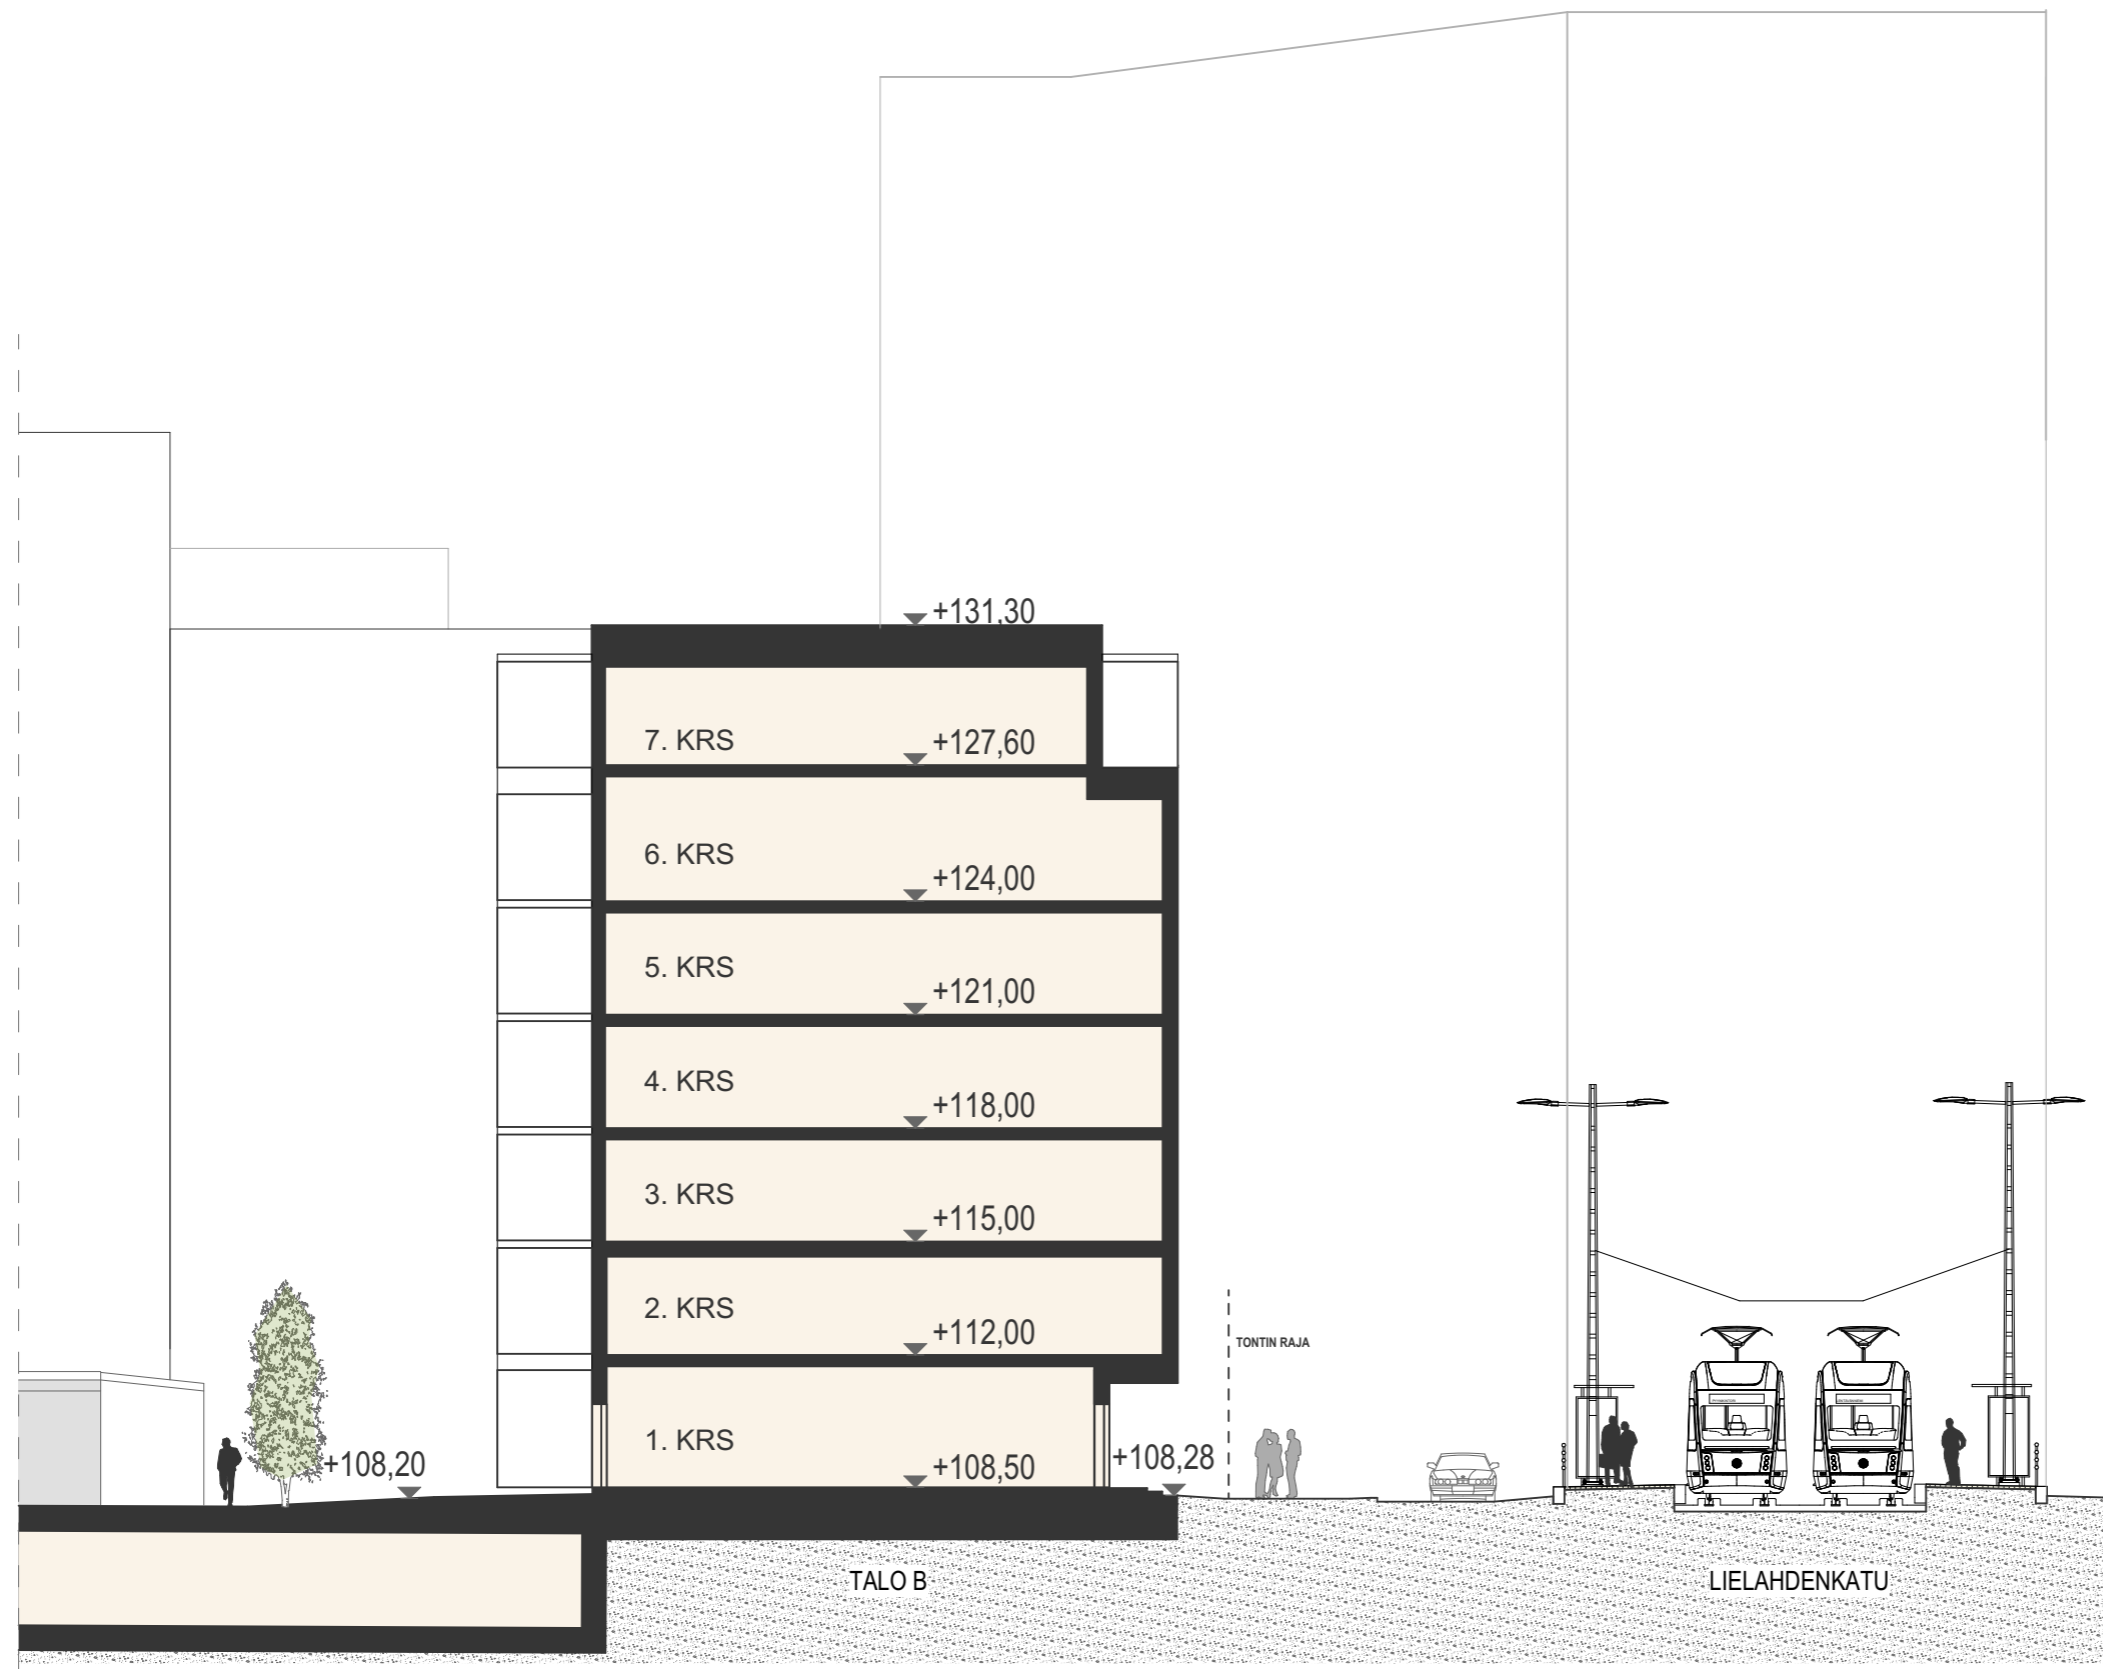 +131,30
7. KRS
+127,60
6. KRS
+124,00
5. KRS
+121,00
4. KRS
+118,00
3. KRS
+115,00
2. KRS
+112,00
TONTIN RAJA
1. KRS
+108,50
+108,28
+108,20
TALO B
LIELAHDENKATU